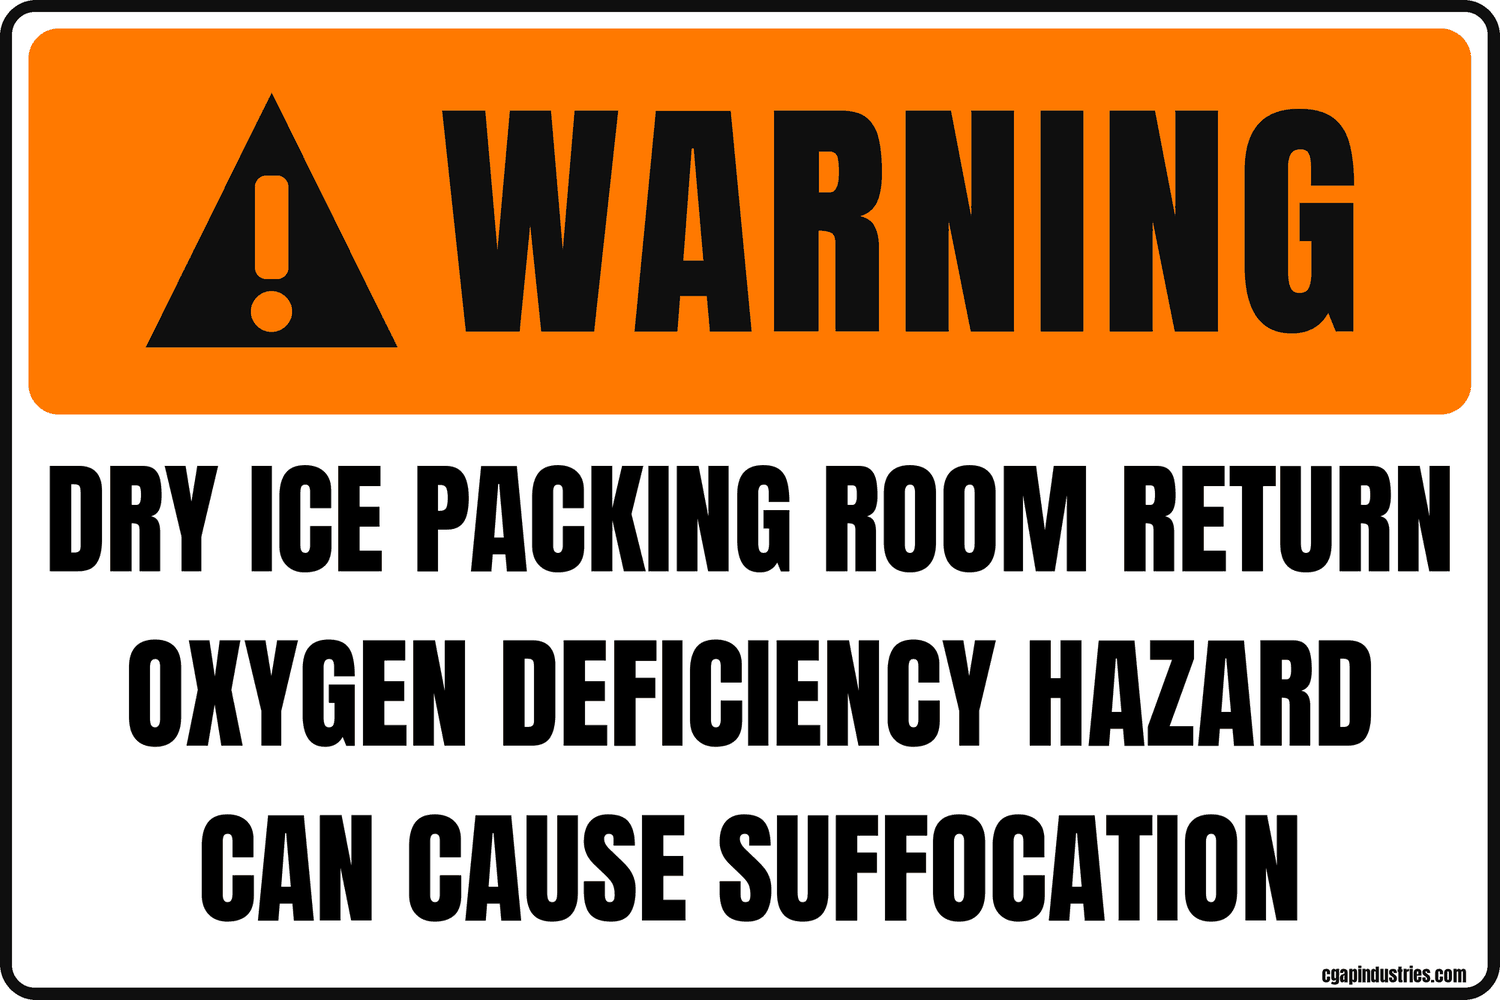 WARNING
DRY ICE PACKING ROOM RETURN
OXYGEN DEFICIENCY HAZARD
CAN CAUSE SUFFOCATION
cgapindustries.com